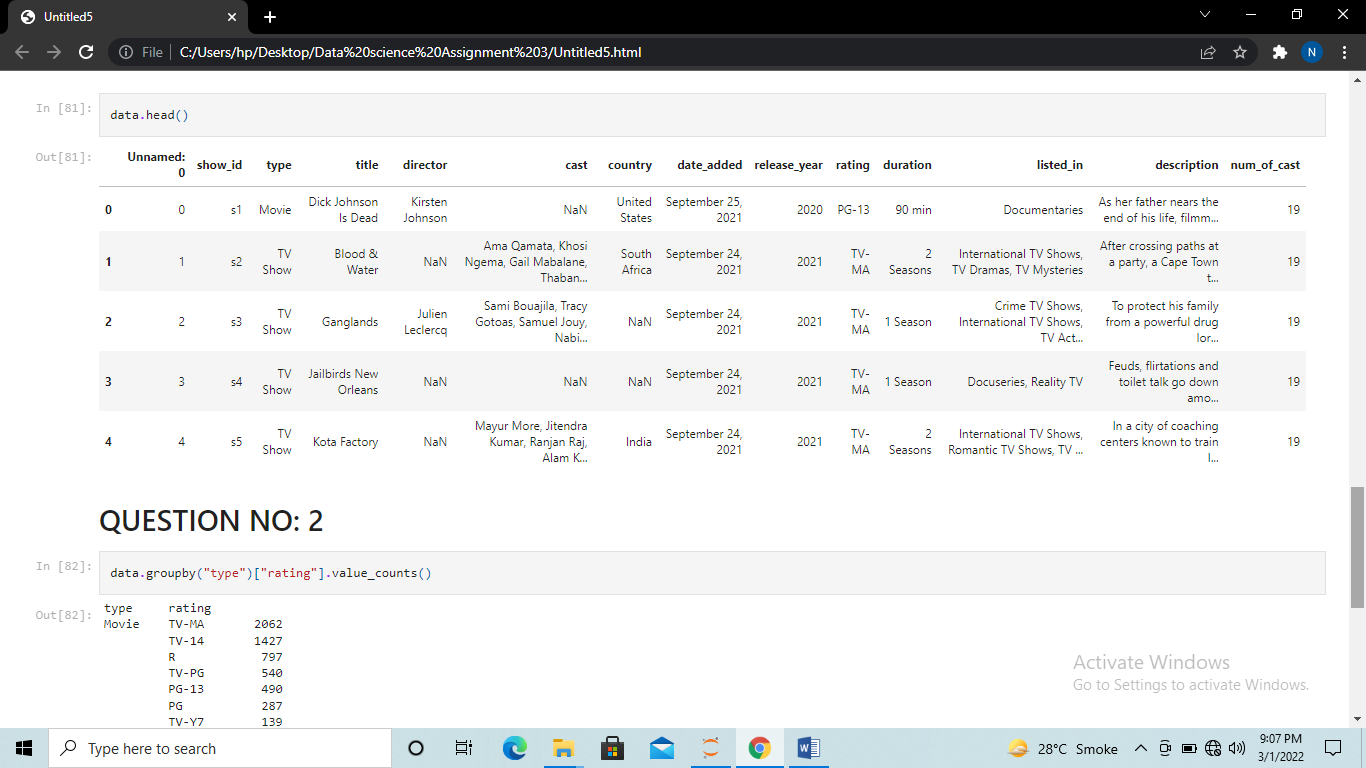 Untitled5
File C:/Users/hp/Desktop/Data%20science%20Assignment%203/Untitled5.html
N
In [81]: data.head()
Out[81]:
Unnamed: 0 show_id type title director cast country date_added release_year rating duration listed_in description num_of_cast
0 0 s1 Movie Dick Johnson Is Dead Kirsten Johnson NaN United States September 25, 2021 2020 PG-13 90 min Documentaries As her father nears the end of his life, filmm... 19
1 1 s2 TV Show Blood & Water NaN Ama Qamata, Khosi Ngema, Gail Mabalane, Thaban... South Africa September 24, 2021 2021 TV-MA 2 Seasons International TV Shows, TV Dramas, TV Mysteries After crossing paths at a party, a Cape Town t... 19
2 2 s3 TV Show Ganglands Julien Leclercq Sami Bouajila, Tracy Gotoas, Samuel Jouy, Nabi... NaN September 24, 2021 2021 TV-MA 1 Season Crime TV Shows, International TV Shows, TV Act... To protect his family from a powerful drug lor... 19
3 3 s4 TV Show Jailbirds New Orleans NaN NaN NaN September 24, 2021 2021 TV-MA 1 Season Docuseries, Reality TV Feuds, flirtations and toilet talk go down amo... 19
4 4 s5 TV Show Kota Factory NaN Mayur More, Jitendra Kumar, Ranjan Raj, Alam K... India September 24, 2021 2021 TV-MA 2 Seasons International TV Shows, Romantic TV Shows, TV ... In a city of coaching centers known to train I... 19
QUESTION NO: 2
In [82]: data.groupby("type")["rating"].value_counts()
Out[82]: type rating
Movie TV-MA 2062
TV-14 1427
R 797
TV-PG 540
PG-13 490
PG 287
TV-Y7 139
Activate Windows
Go to Settings to activate Windows.
Type here to search
28°C Smoke
9:07 PM
3/1/2022